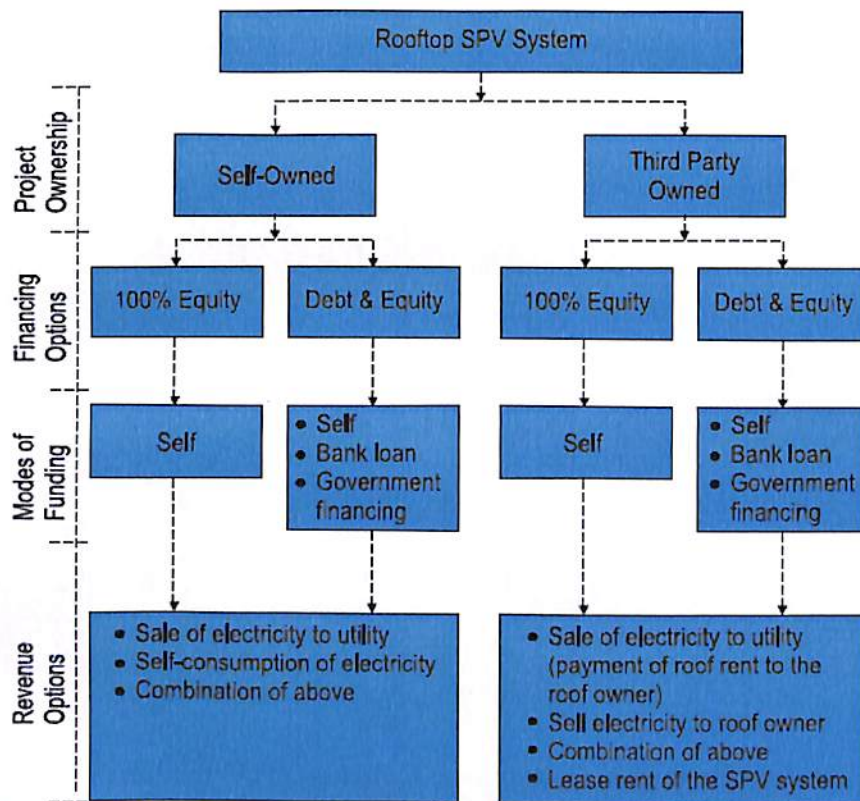 Rooftop SPV System
Project
Ownership
Self-Owned
Third Party
Owned
Financing
Options
100% Equity
Debt & Equity
100% Equity
Debt & Equity
Modes of
Funding
Self
• Self
• Bank loan
• Government
financing
Self
• Self
• Bank loan
• Government
financing
Revenue
Options
• Sale of electricity to utility
• Self-consumption of electricity
• Combination of above
• Sale of electricity to utility
(payment of roof rent to the
roof owner)
• Sell electricity to roof owner
• Combination of above
• Lease rent of the SPV system